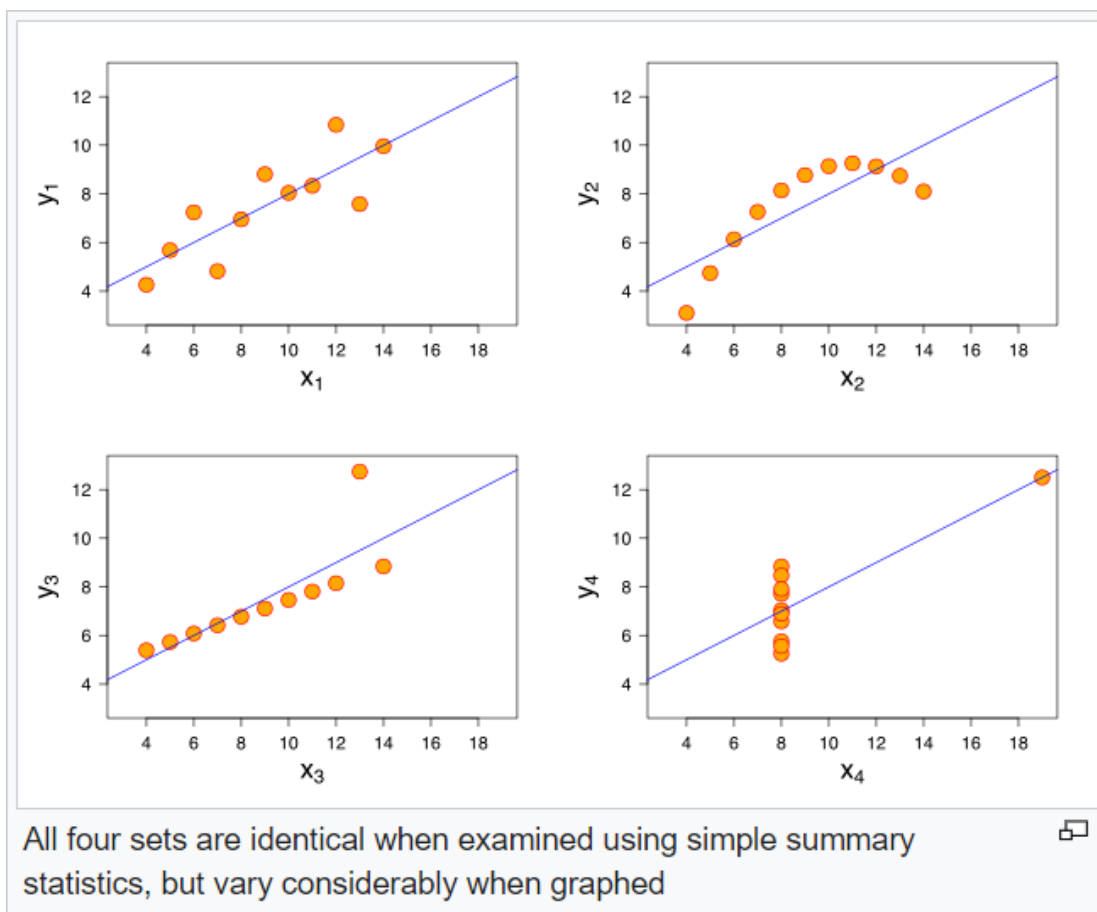 12
10
8
6
4
y1
4 6 8 10 12 14 16 18
x1
12
10
8
6
4
y2
4 6 8 10 12 14 16 18
x2
12
10
8
6
4
y3
4 6 8 10 12 14 16 18
x3
12
10
8
6
4
y4
4 6 8 10 12 14 16 18
x4
All four sets are identical when examined using simple summary
statistics, but vary considerably when graphed